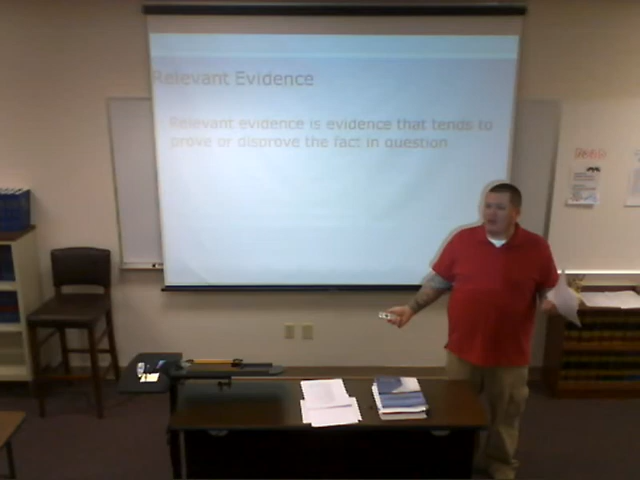 Relevant Evidence
Relevant evidence is evidence that tends to
prove or disprove the fact in question